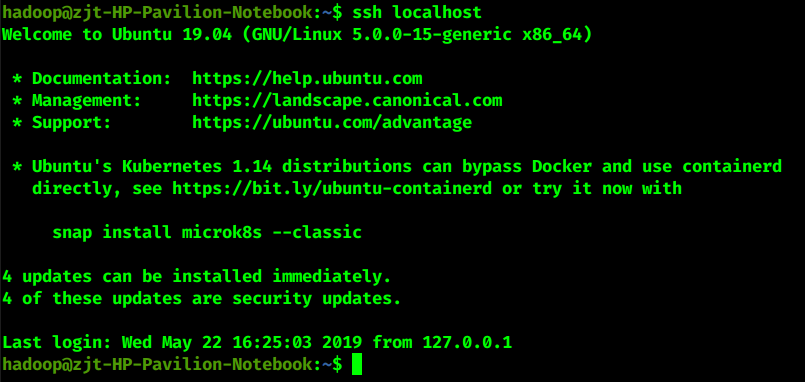 hadoop@zjt-HP-Pavilion-Notebook:~$ ssh localhost
Welcome to Ubuntu 19.04 (GNU/Linux 5.0.0-15-generic x86_64)
* Documentation:  https://help.ubuntu.com
* Management:     https://landscape.canonical.com
* Support:        https://ubuntu.com/advantage
* Ubuntu's Kubernetes 1.14 distributions can bypass Docker and use containerd
directly, see https://bit.ly/ubuntu-containerd or try it now with
snap install microk8s --classic
4 updates can be installed immediately.
4 of these updates are security updates.
Last login: Wed May 22 16:25:03 2019 from 127.0.0.1
hadoop@zjt-HP-Pavilion-Notebook:~$